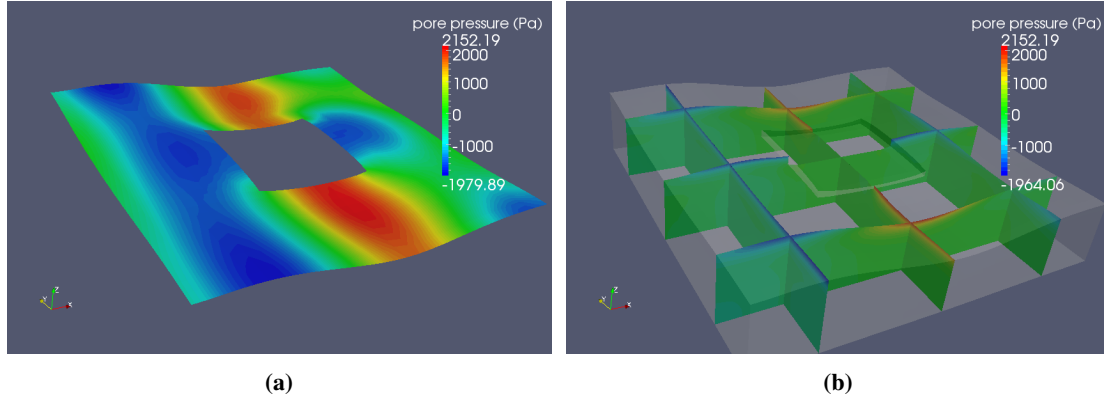 pore pressure (Pa)
2152.19
2000
1000
0
-1000
-1979.89
Z
Y
X
(a)
pore pressure (Pa)
2152.19
2000
1000
0
-1000
-1964.06
Z
Y
X
(b)